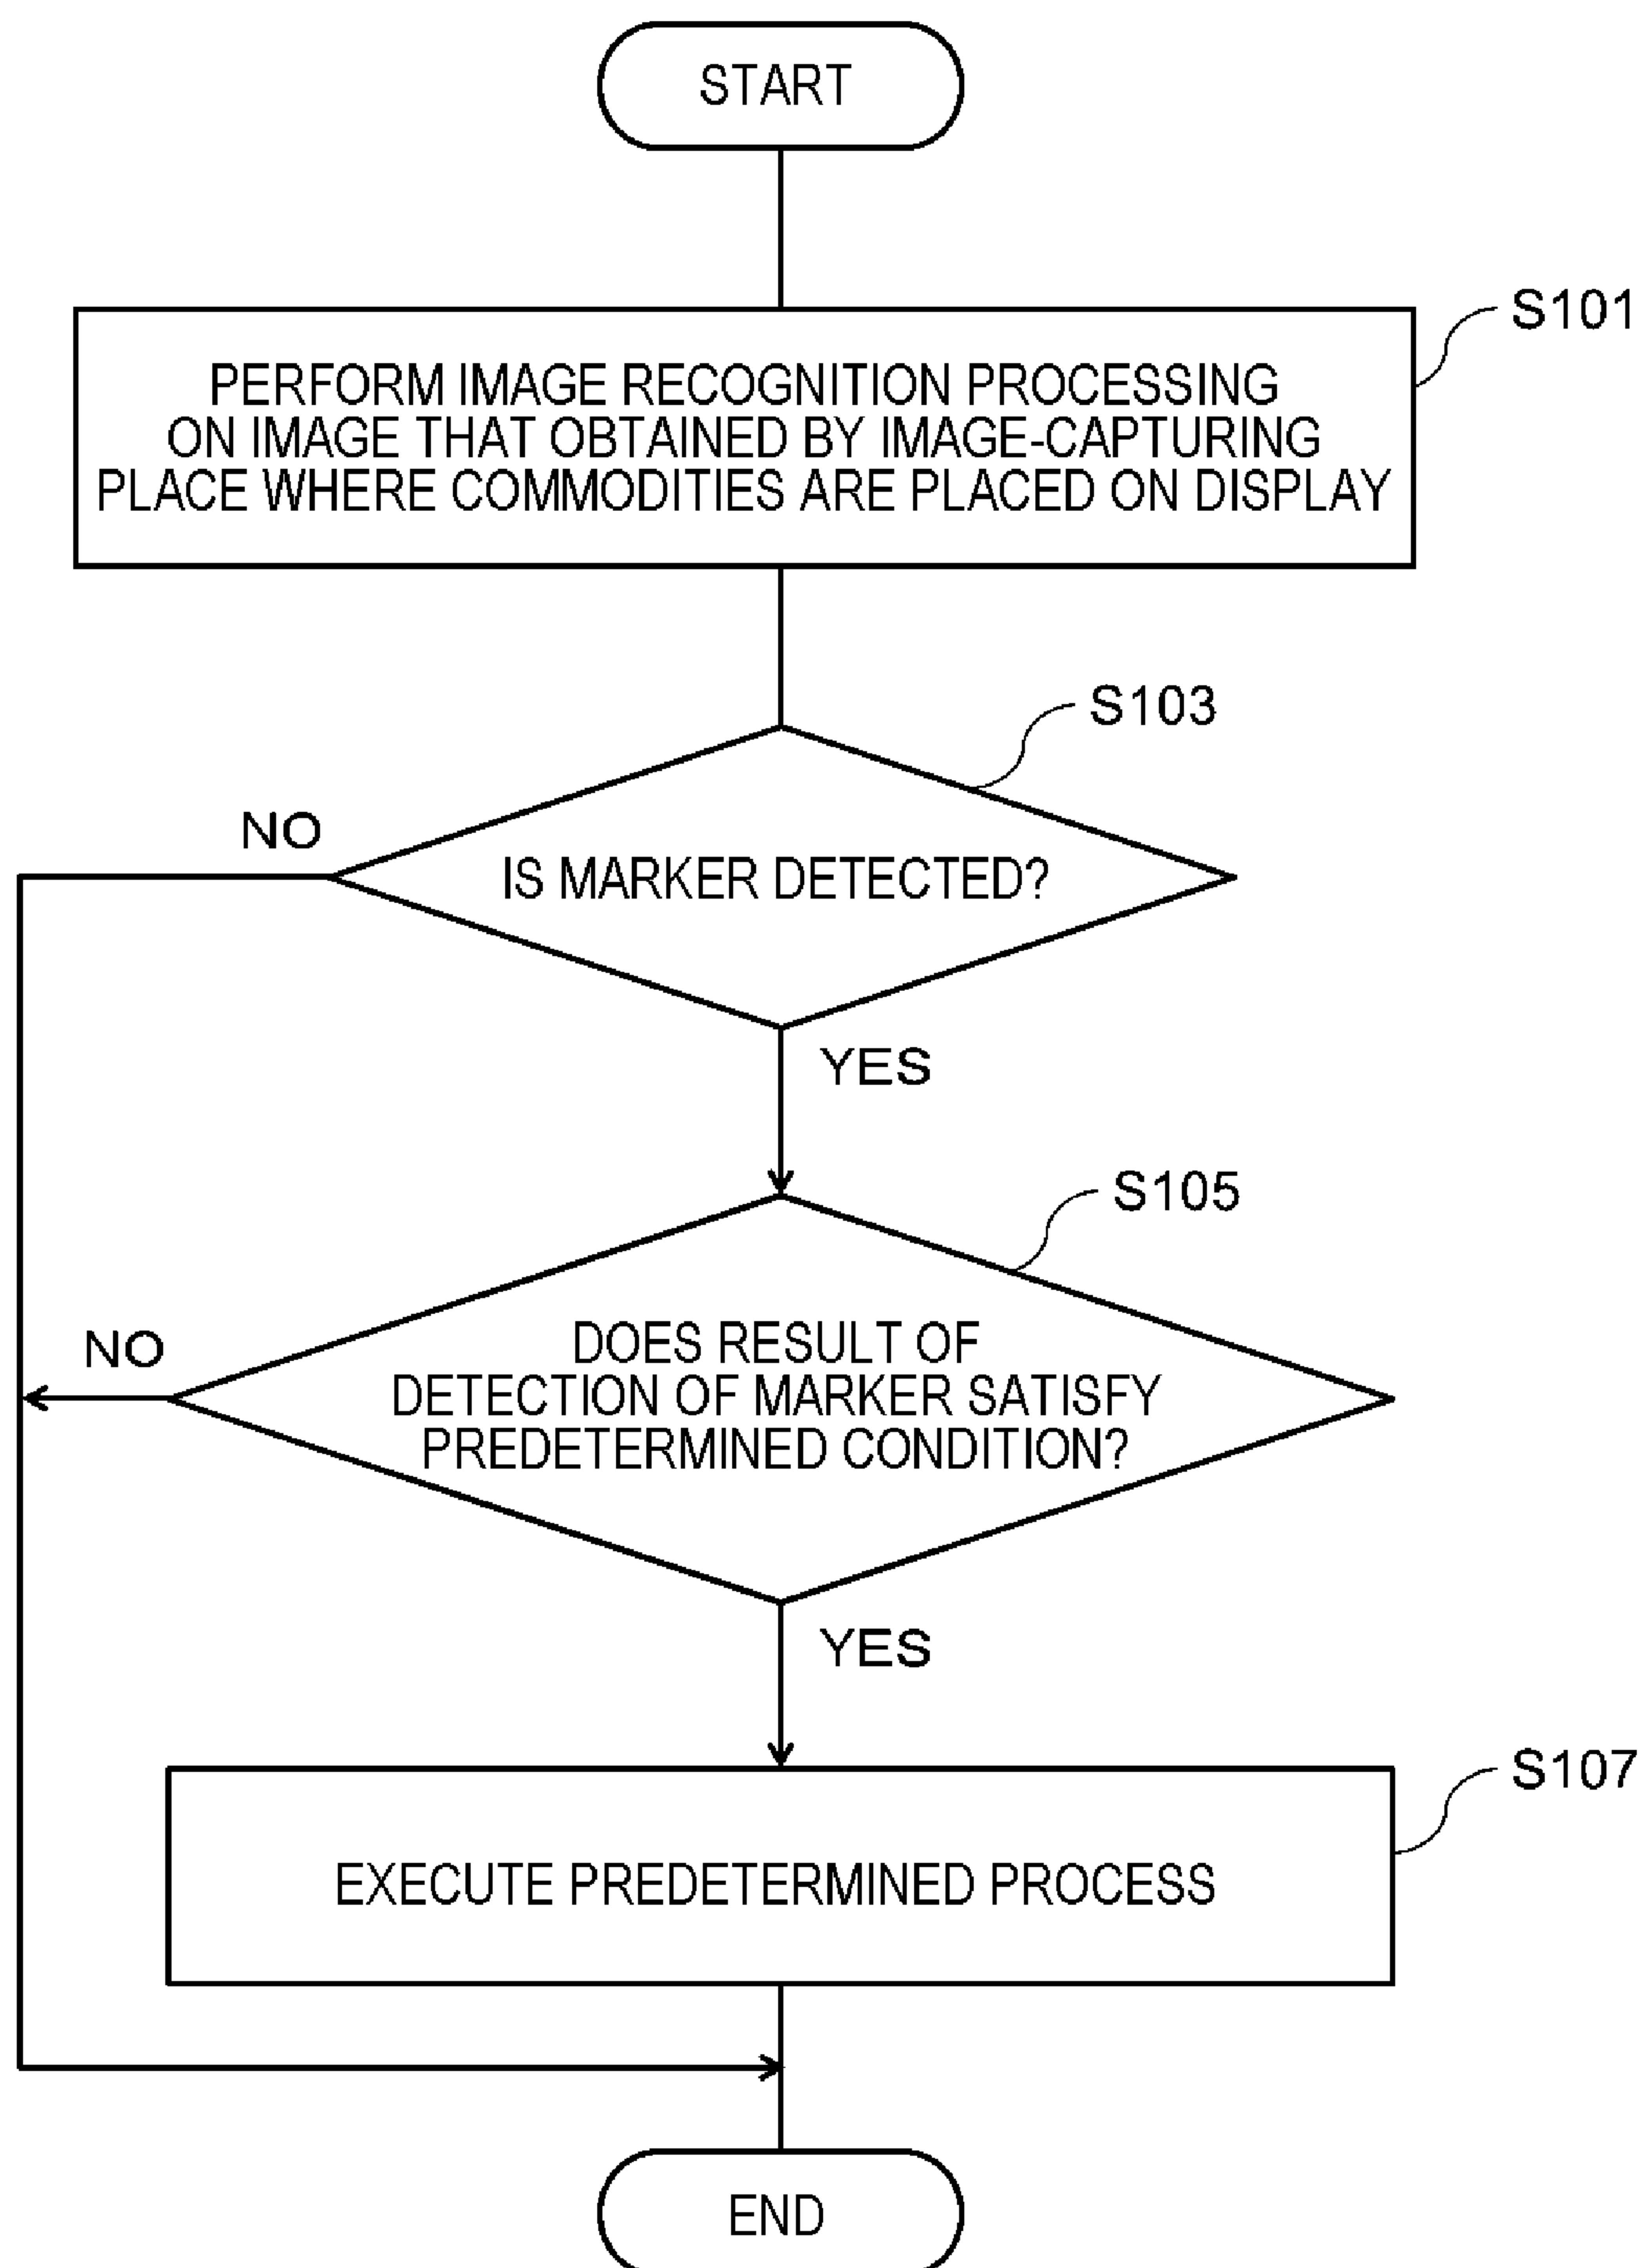 START
S101
PERFORM IMAGE RECOGNITION PROCESSING
ON IMAGE THAT OBTAINED BY IMAGE-CAPTURING
PLACE WHERE COMMODITIES ARE PLACED ON DISPLAY
S103
NO
IS MARKER DETECTED?
YES
S105
NO
DOES RESULT OF
DETECTION OF MARKER SATISFY
PREDETERMINED CONDITION?
YES
S107
EXECUTE PREDETERMINED PROCESS
END